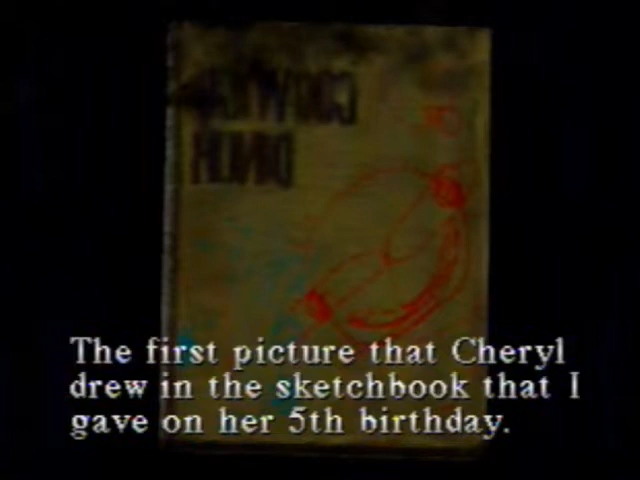 The first picture that Cheryl
drew in the sketchbook that I
gave on her 5th birthday.